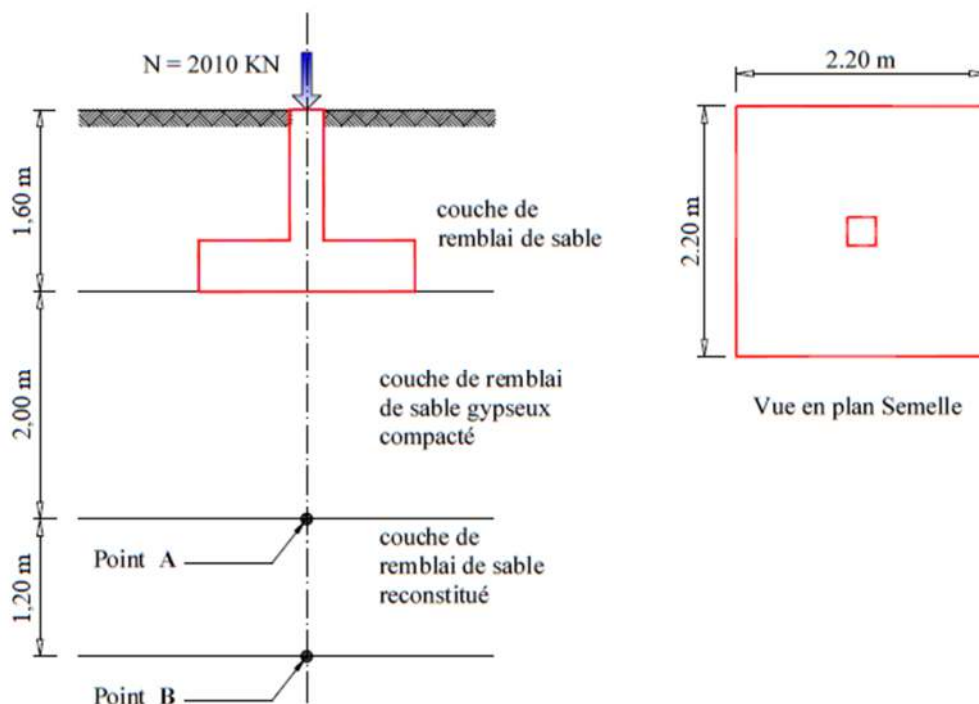 N = 2010 KN
2.20 m
1,60 m
couche de
remblai de sable
2.20 m
couche de remblai
de sable gypseux
compacté
Vue en plan Semelle
2,00 m
Point A
couche de
remblai de sable
reconstitué
1,20 m
Point B